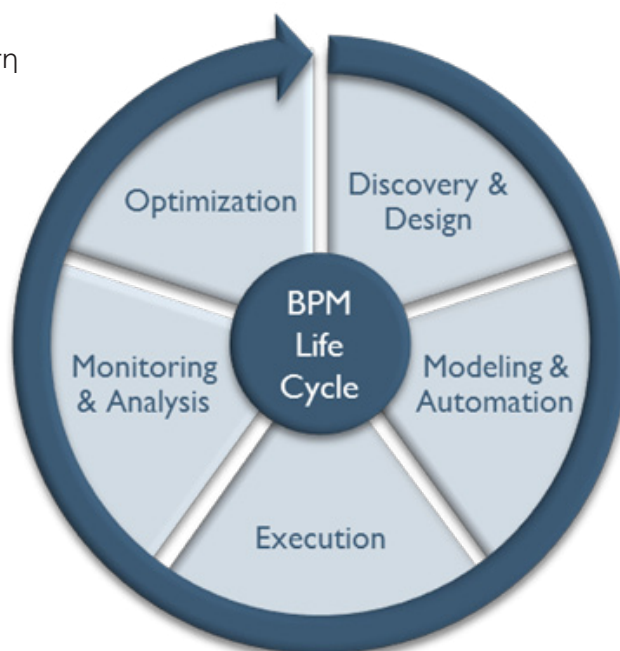 Discovery &
Design
Modeling &
Automation
Execution
Monitoring
& Analysis
Optimization
BPM
Life
Cycle